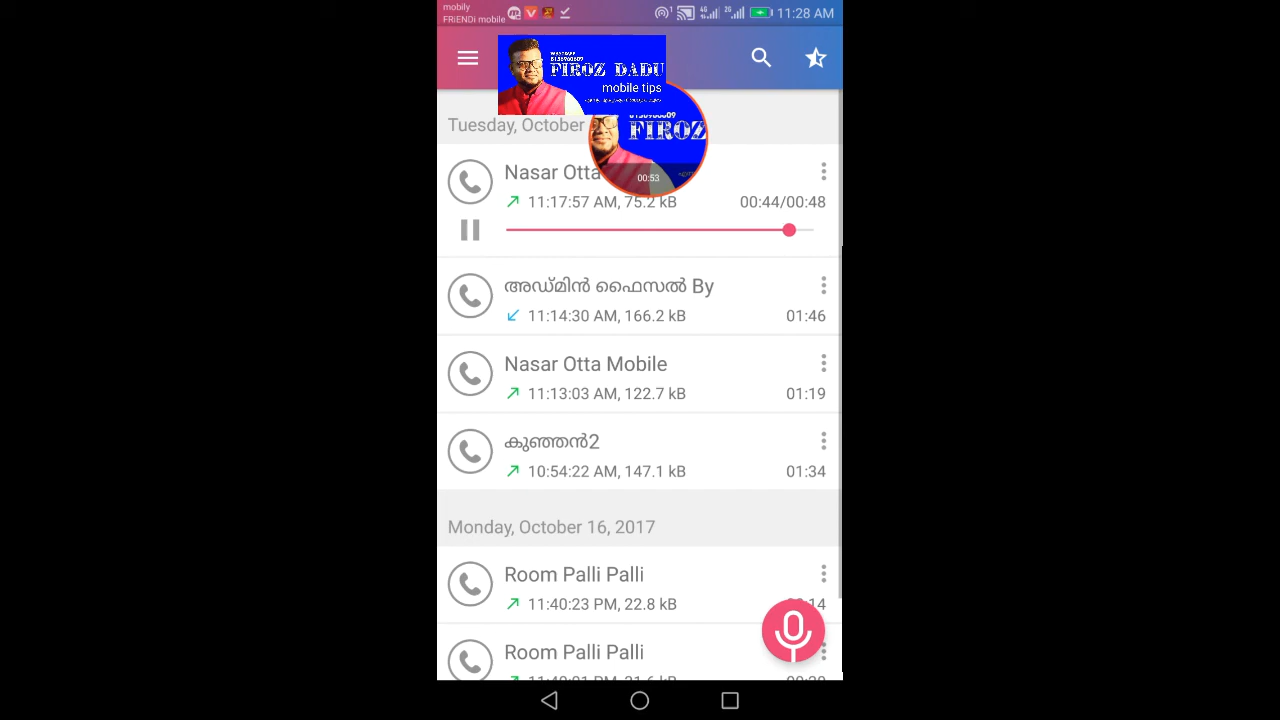 mobily
FRiENDi mobile
11:28 AM
FIROZ DADU
mobile tips
Tuesday, October
FIROZ
00:53
Nasar Otta
11:17:57 AM, 75.2 kB
00:44/00:48
അഡ്മിൻ ഫൈസൽ By
11:14:30 AM, 166.2 kB
01:46
Nasar Otta Mobile
11:13:03 AM, 122.7 kB
01:19
കുഞ്ഞൻ2
10:54:22 AM, 147.1 kB
01:34
Monday, October 16, 2017
Room Palli Palli
11:40:23 PM, 22.8 kB
Room Palli Palli